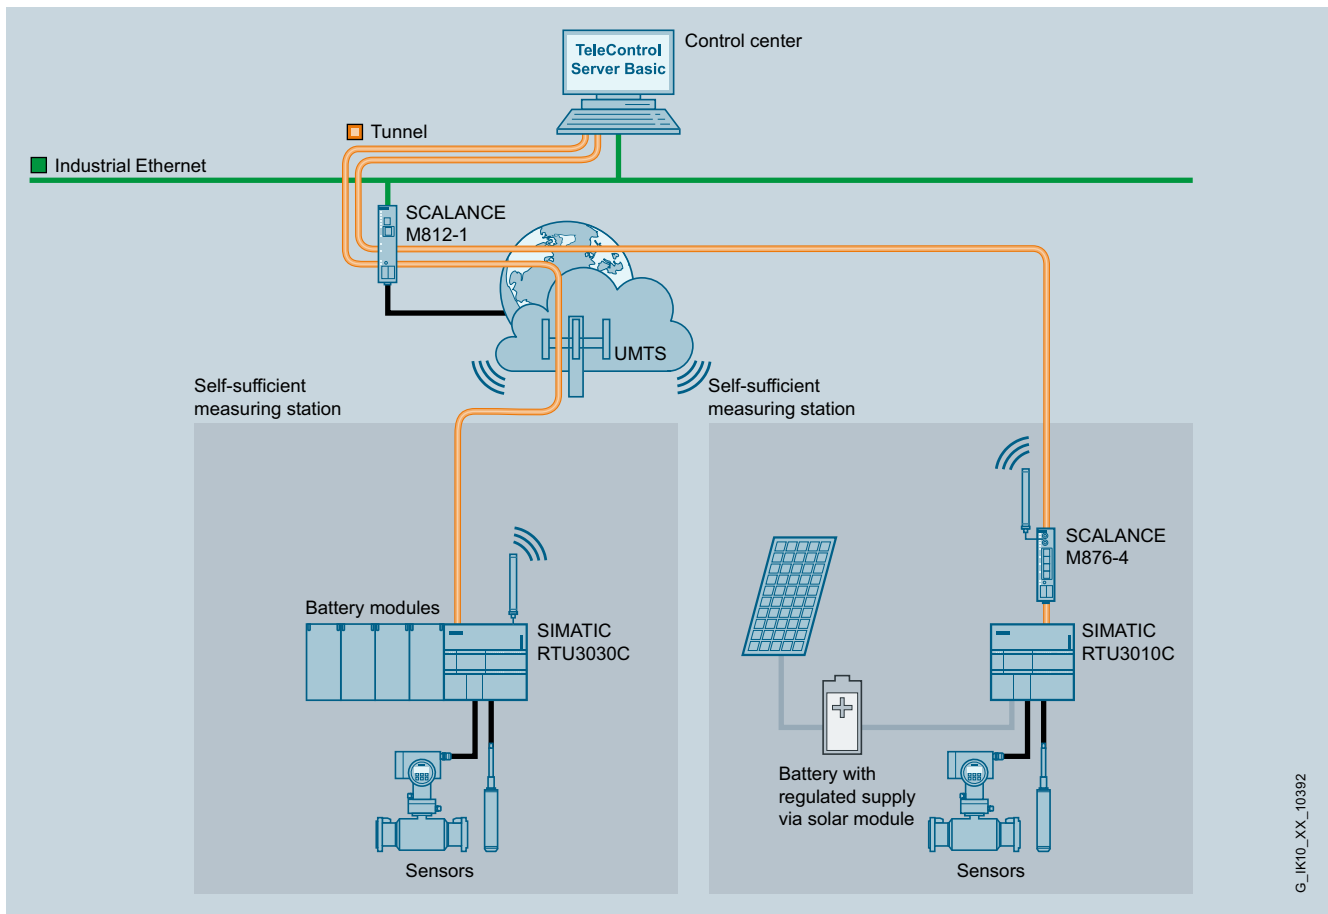 TeleControl
Server Basic
Control center
Tunnel
Industrial Ethernet
SCALANCE
M812-1
UMTS
Self-sufficient
measuring station
Self-sufficient
measuring station
SCALANCE
M876-4
Battery modules
SIMATIC
RTU3030C
SIMATIC
RTU3010C
Battery with
regulated supply
via solar module
Sensors
Sensors
G_IK10_XX_10392